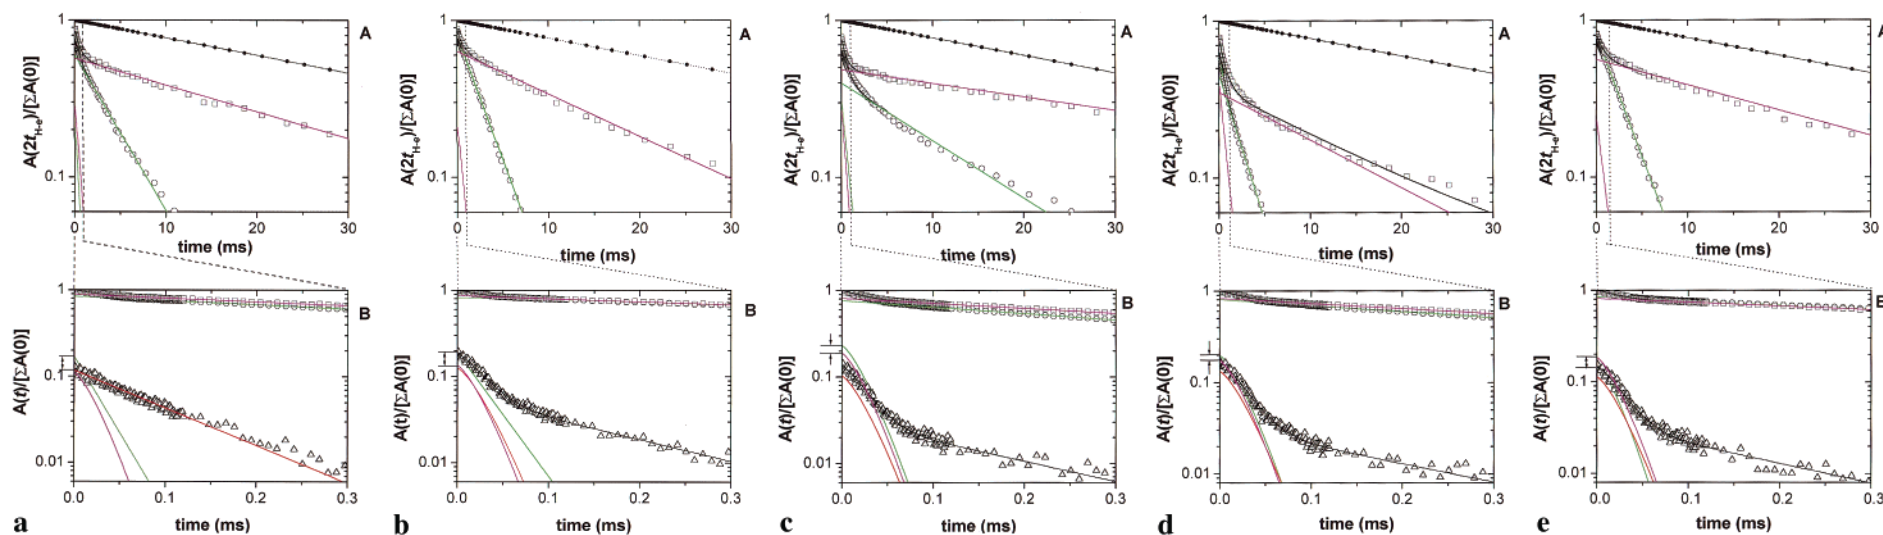 1
0.1
A(2t_H-e)/[ΣA(0)]
0 10 20 30
time (ms)
A
1
0.1
0.01
A(t)/[ΣA(0)]
0.0 0.1 0.2 0.3
time (ms)
B
a
1
0.1
A(2t_H-e)/[ΣA(0)]
0 10 20 30
time (ms)
A
1
0.1
0.01
A(t)/[ΣA(0)]
0.0 0.1 0.2 0.3
time (ms)
B
b
1
0.1
A(2t_H-e)/[ΣA(0)]
0 10 20 30
time (ms)
A
1
0.1
0.01
A(t)/[ΣA(0)]
0.0 0.1 0.2 0.3
time (ms)
B
c
1
0.1
A(2t_H-e)/[ΣA(0)]
0 10 20 30
time (ms)
A
1
0.1
0.01
A(t)/[ΣA(0)]
0.0 0.1 0.2 0.3
time (ms)
B
d
1
0.1
A(2t_H-e)/[ΣA(0)]
0 10 20 30
time (ms)
A
1
0.1
0.01
A(t)/[ΣA(0)]
0.0 0.1 0.2 0.3
time (ms)
B
e